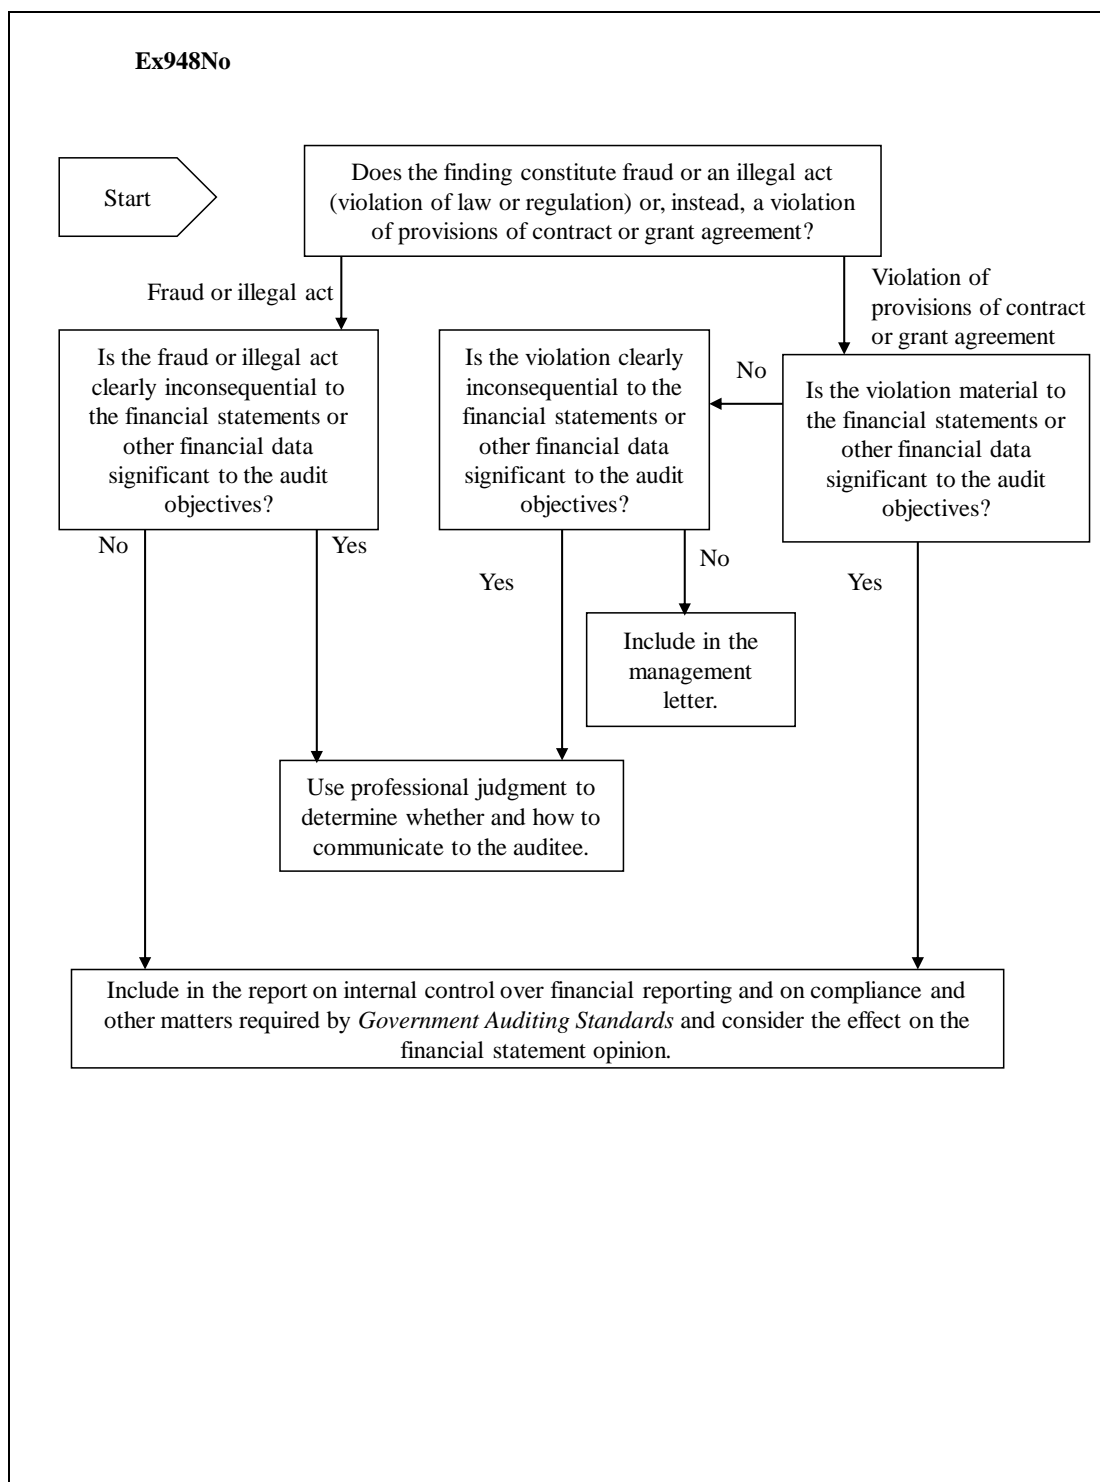 Ex948No
Start
Does the finding constitute fraud or an illegal act
(violation of law or regulation) or, instead, a violation
of provisions of contract or grant agreement?
Fraud or illegal act
Violation of
provisions of contract
or grant agreement
Is the fraud or illegal act
clearly inconsequential to
the financial statements or
other financial data
significant to the audit
objectives?
Is the violation clearly
inconsequential to the
financial statements or
other financial data
significant to the audit
objectives?
No
Is the violation material to
the financial statements or
other financial data
significant to the audit
objectives?
No
Yes
Yes
No
Yes
Include in the
management
letter.
Use professional judgment to
determine whether and how to
communicate to the auditee.
Include in the report on internal control over financial reporting and on compliance and
other matters required by Government Auditing Standards and consider the effect on the
financial statement opinion.